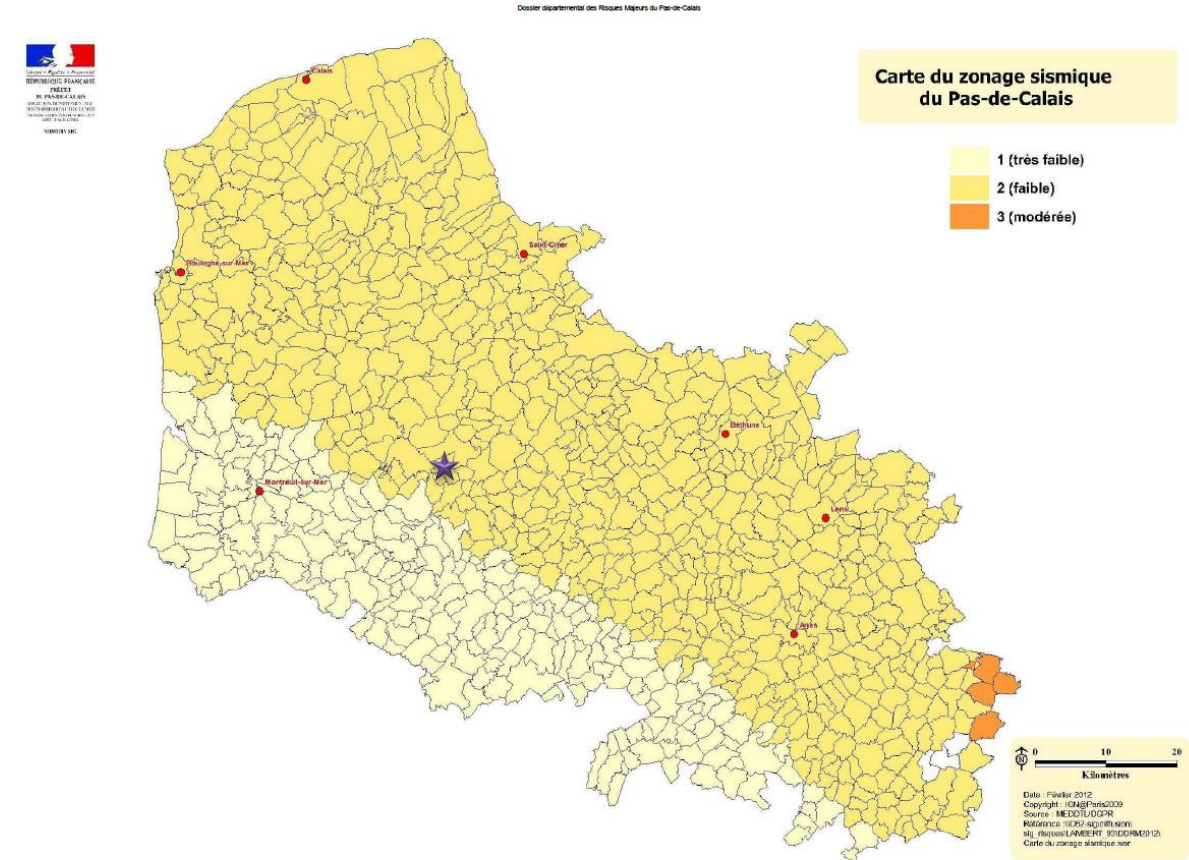 Dossier départemental des Risques Majeurs du Pas-de-Calais
RÉPUBLIQUE FRANÇAISE
PRÉFET
DU PAS-DE-CALAIS
MISSION SIG
Carte du zonage sismique
du Pas-de-Calais
1 (très faible)
2 (faible)
3 (modérée)
Calais
Saint-Omer
Boulogne-sur-Mer
Béthune
Montreuil-sur-Mer
Lens
Arras
0 10 20
N
Kilomètres
Date : Février 2012
Copyright : IGN@Paris2009
Source : MEDDTL/DGPR
Carte du zonage sismique.wor